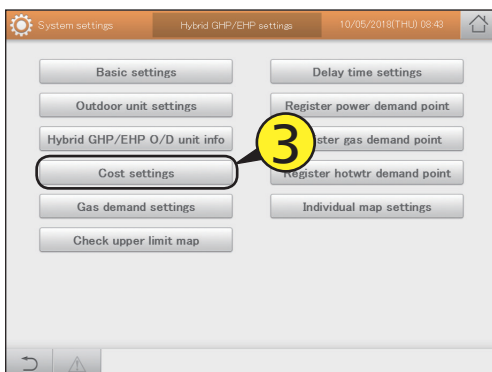 System settings
Hybrid GHP/EHP settings
10/05/2018(THU) 08:43
Basic settings
Delay time settings
Outdoor unit settings
Register power demand point
Hybrid GHP/EHP O/D unit info
ster gas demand point
3
Cost settings
Register hotwtr demand point
Gas demand settings
Individual map settings
Check upper limit map